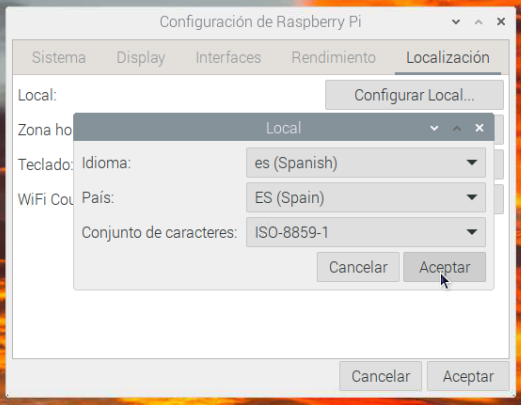 Configuración de Raspberry Pi
Sistema Display Interfaces Rendimiento Localización
Local: Configurar Local...
Zona ho
Local
Teclado:
Idioma: es (Spanish)
WiFi Cou
País: ES (Spain)
Conjunto de caracteres: ISO-8859-1
Cancelar Aceptar
Cancelar Aceptar